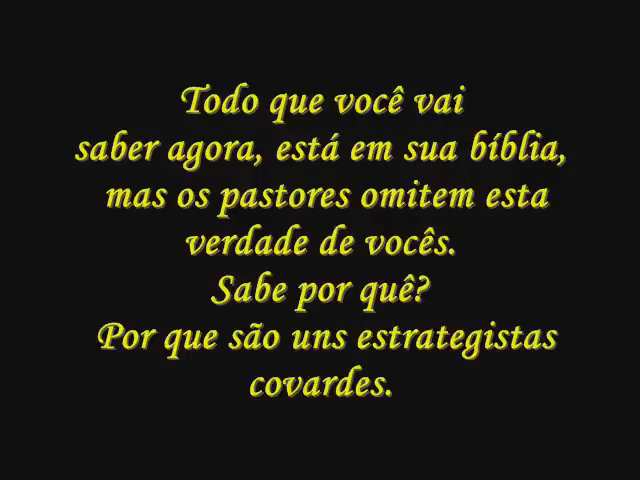 Todo que você vai
saber agora, está em sua bíblia,
mas os pastores omitem esta
verdade de vocês.
Sabe por quê?
Por que são uns estrategistas
covardes.